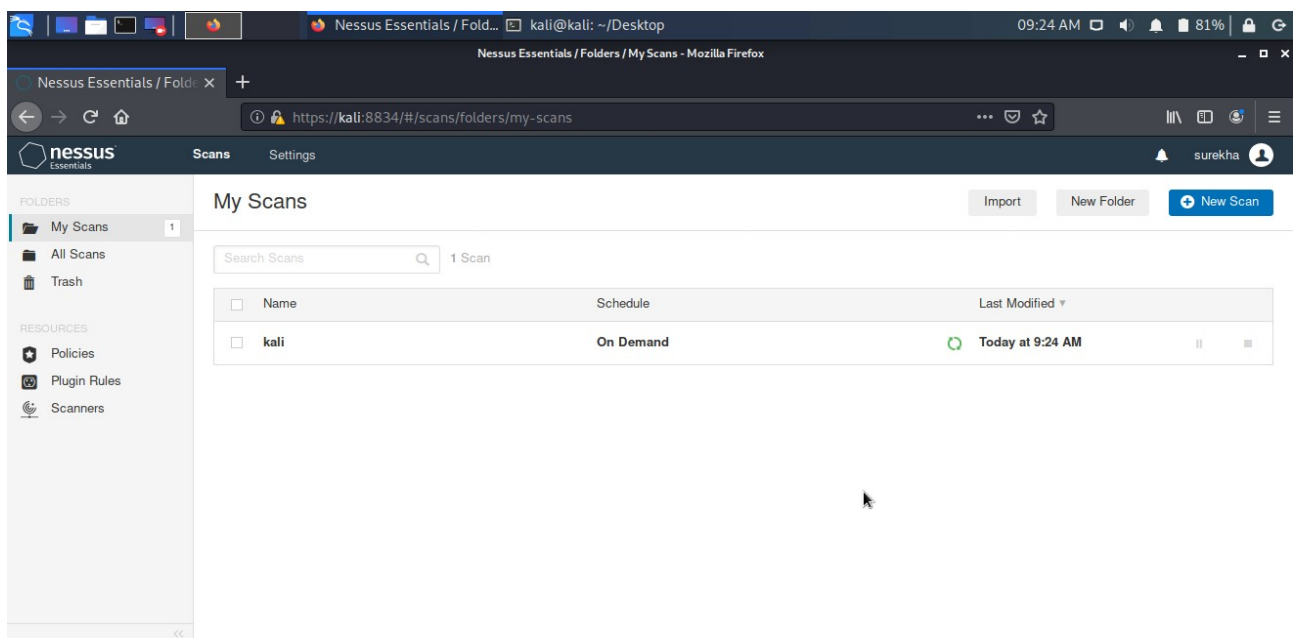 Nessus Essentials / Fold... kali@kali: ~/Desktop 09:24 AM 81%
Nessus Essentials / Folders / My Scans - Mozilla Firefox
Nessus Essentials / Folde
https://kali:8834/#/scans/folders/my-scans
nessus Essentials Scans Settings surekha
FOLDERS
My Scans 1
All Scans
Trash
RESOURCES
Policies
Plugin Rules
Scanners
My Scans Import New Folder New Scan
Search Scans 1 Scan
Name Schedule Last Modified
kali On Demand Today at 9:24 AM